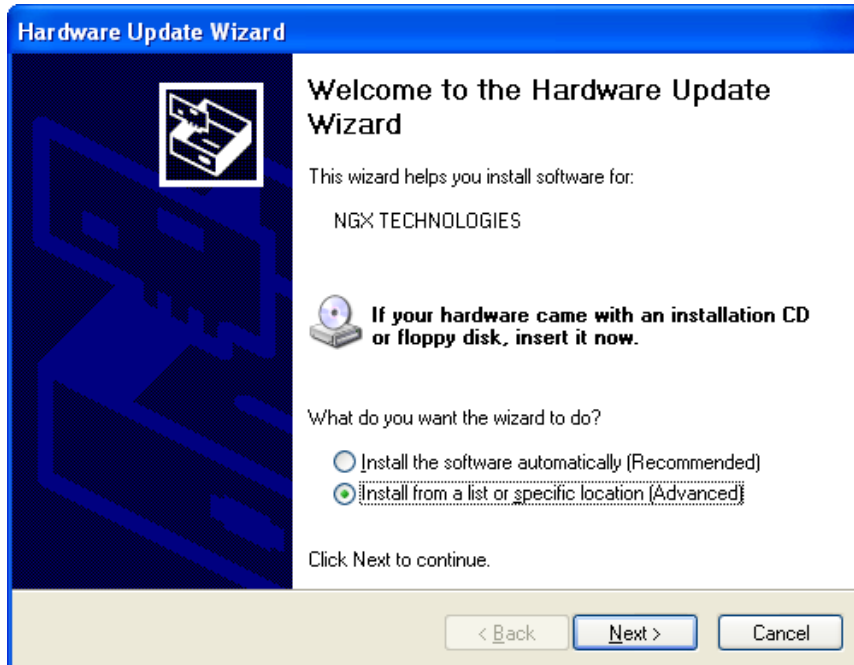 Hardware Update Wizard
Welcome to the Hardware Update
Wizard
This wizard helps you install software for:
NGX TECHNOLOGIES
If your hardware came with an installation CD
or floppy disk, insert it now.
What do you want the wizard to do?
Install the software automatically (Recommended)
Install from a list or specific location (Advanced)
Click Next to continue.
< Back Next > Cancel